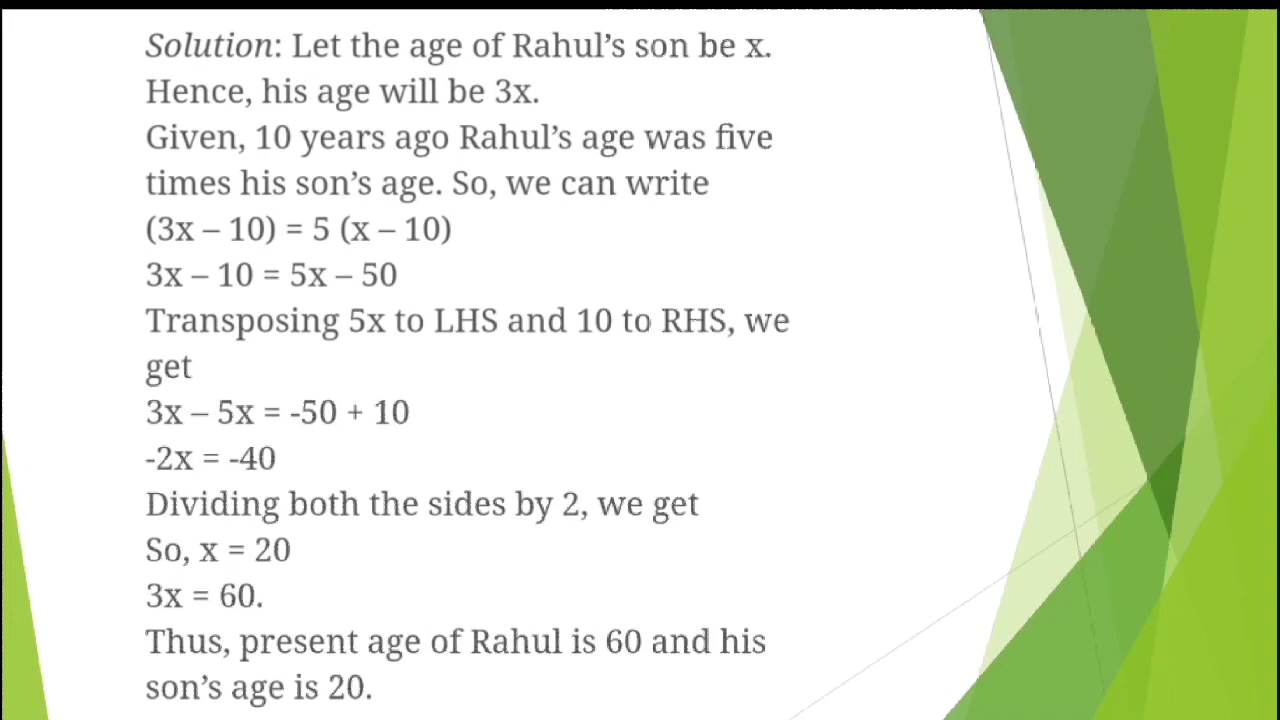 Solution: Let the age of Rahul’s son be x.
Hence, his age will be 3x.
Given, 10 years ago Rahul’s age was five
times his son’s age. So, we can write
(3x – 10) = 5 (x – 10)
3x – 10 = 5x – 50
Transposing 5x to LHS and 10 to RHS, we
get
3x – 5x = -50 + 10
-2x = -40
Dividing both the sides by 2, we get
So, x = 20
3x = 60.
Thus, present age of Rahul is 60 and his
son’s age is 20.